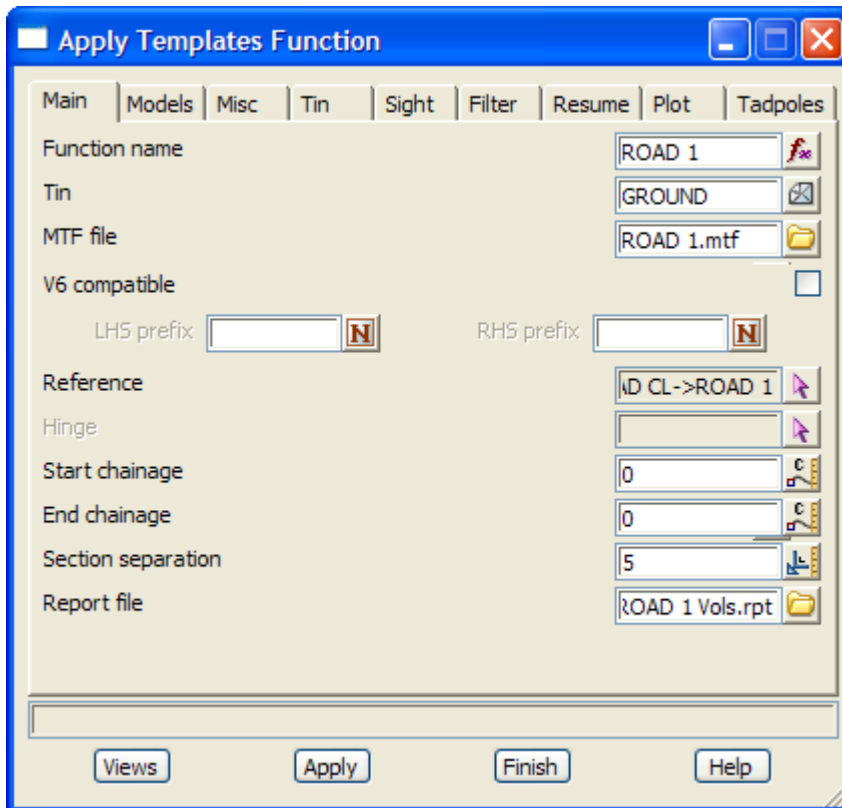 Apply Templates Function
Main Models Misc Tin Sight Filter Resume Plot Tadpoles
Function name ROAD 1
Tin GROUND
MTF file ROAD 1.mtf
V6 compatible
LHS prefix N RHS prefix N
Reference AD CL->ROAD 1
Hinge
Start chainage 0
End chainage 0
Section separation 5
Report file ROAD 1 Vols.rpt
Views Apply Finish Help